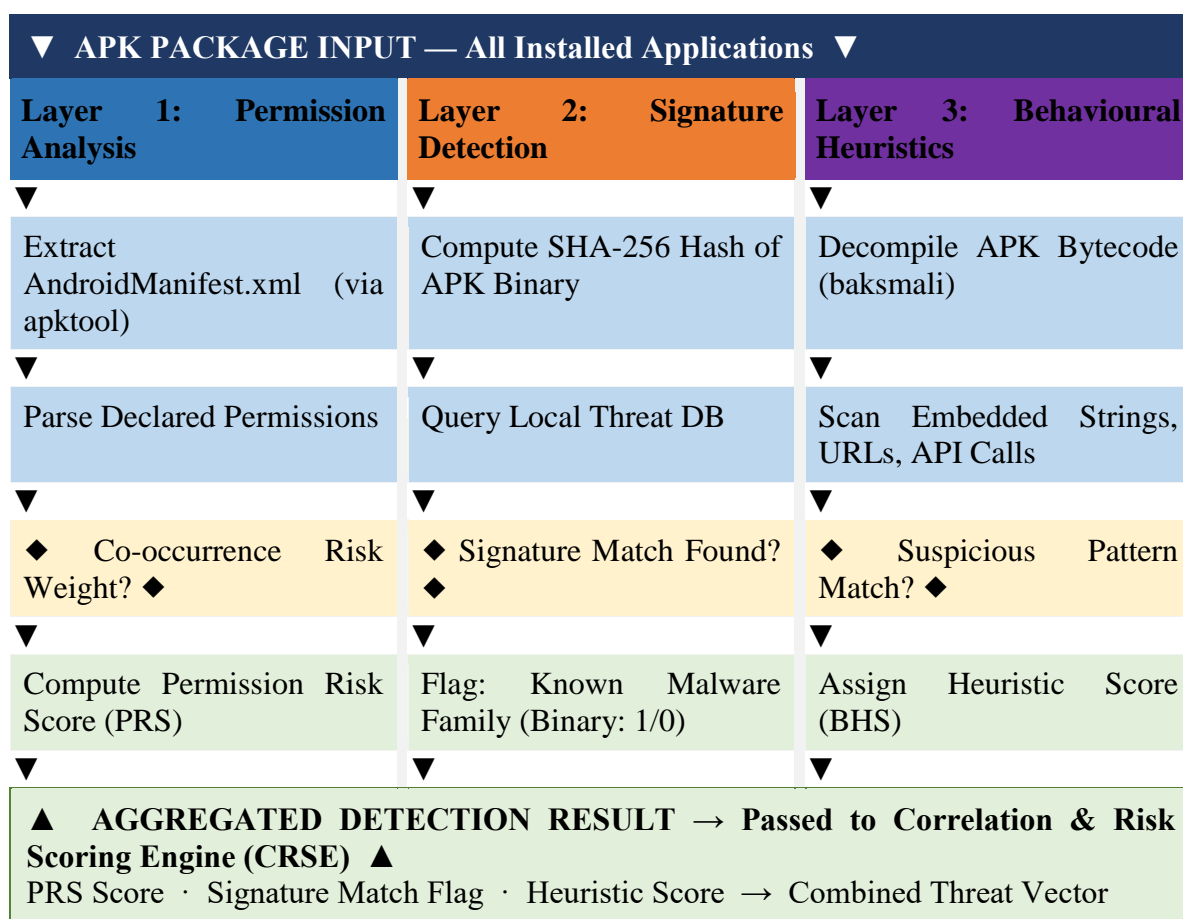 ▼ APK PACKAGE INPUT — All Installed Applications ▼
Layer 1: Permission
Analysis
Layer 2: Signature
Detection
Layer 3: Behavioural
Heuristics
▼ ▼ ▼
Extract
AndroidManifest.xml (via
apktool)
Compute SHA-256 Hash of
APK Binary
Decompile APK Bytecode
(baksmali)
▼ ▼ ▼
Parse Declared Permissions
Query Local Threat DB
Scan Embedded Strings,
URLs, API Calls
▼ ▼ ▼
◆ Co-occurrence Risk
Weight? ◆
◆ Signature Match Found?
◆
◆ Suspicious Pattern
Match? ◆
▼ ▼ ▼
Compute Permission Risk
Score (PRS)
Flag: Known Malware
Family (Binary: 1/0)
Assign Heuristic Score
(BHS)
▼ ▼ ▼
▲ AGGREGATED DETECTION RESULT → Passed to Correlation & Risk
Scoring Engine (CRSE) ▲
PRS Score · Signature Match Flag · Heuristic Score → Combined Threat Vector